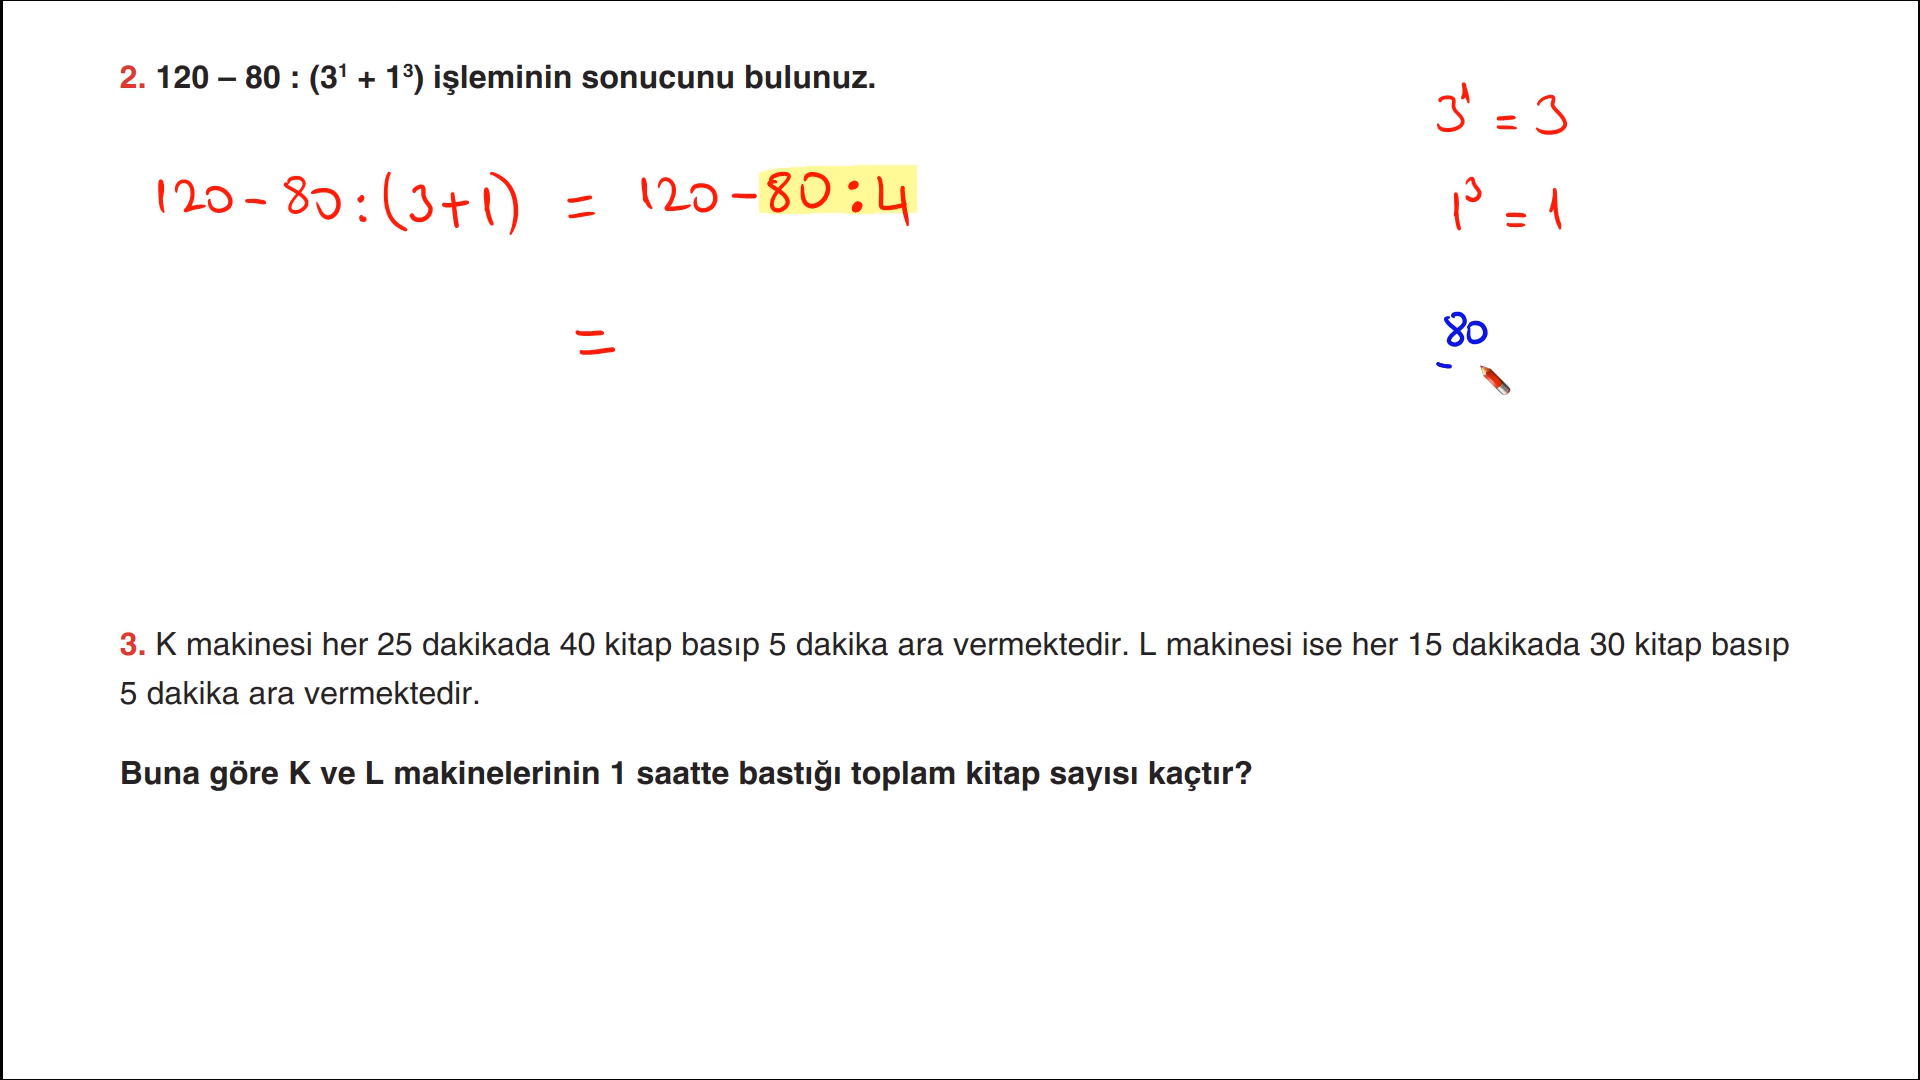 2. 120 – 80 : (3¹ + 1³) işleminin sonucunu bulunuz.
3¹ = 3
120 - 80 : (3+1) = 120 - 80 : 4
1³ = 1
=
80
-
3. K makinesi her 25 dakikada 40 kitap basıp 5 dakika ara vermektedir. L makinesi ise her 15 dakikada 30 kitap basıp
5 dakika ara vermektedir.
Buna göre K ve L makinelerinin 1 saatte bastığı toplam kitap sayısı kaçtır?